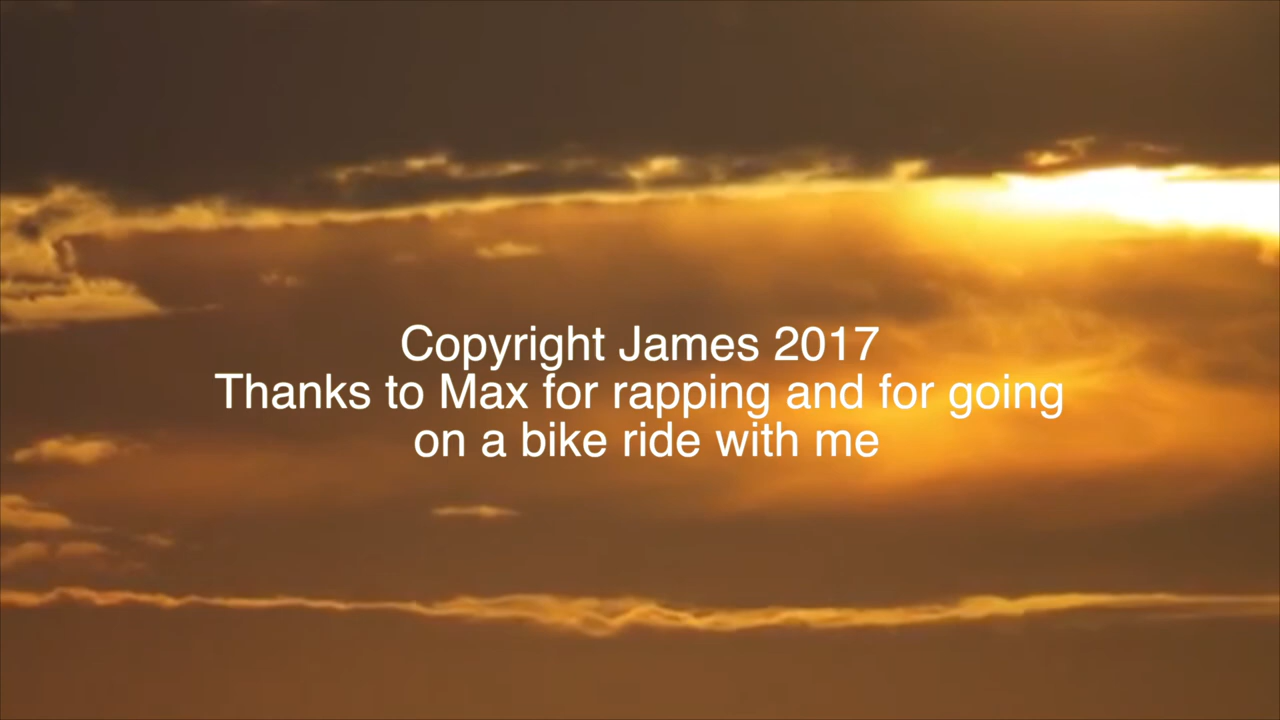 Copyright James 2017
Thanks to Max for rapping and for going
on a bike ride with me